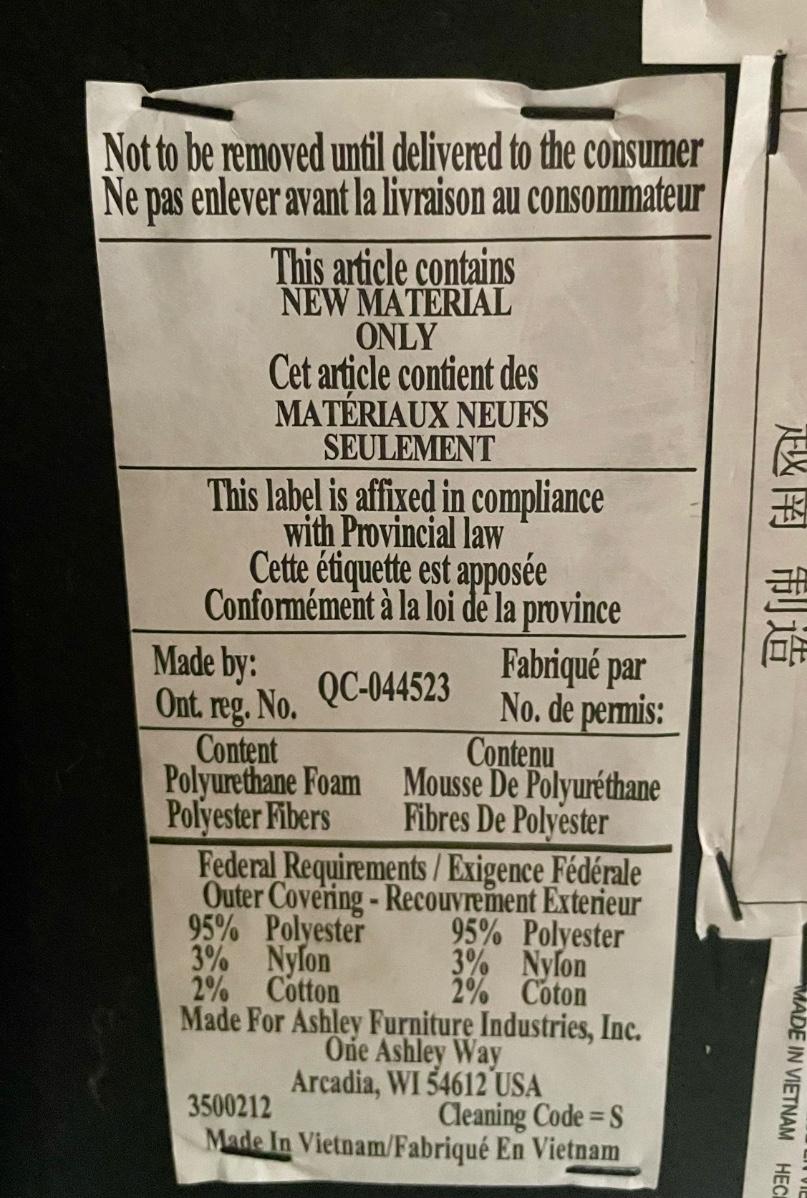 Not to be removed until delivered to the consumer
Ne pas enlever avant la livraison au consommateur
This article contains
NEW MATERIAL
ONLY
Cet article contient des
MATÉRIAUX NEUFS
SEULEMENT
This label is affixed in compliance
with Provincial law
Cette étiquette est apposée
Conformément à la loi de la province
Made by: Fabriqué par
Ont. reg. No. QC-044523 No. de permis:
Content Contenu
Polyurethane Foam Mousse De Polyuréthane
Polyester Fibers Fibres De Polyester
Federal Requirements / Exigence Fédérale
Outer Covering - Recouvrement Exterieur
95% Polyester 95% Polyester
3% Nylon 3% Nylon
2% Cotton 2% Coton
Made For Ashley Furniture Industries, Inc.
One Ashley Way
Arcadia, WI 54612 USA
3500212 Cleaning Code = S
Made In Vietnam/Fabriqué En Vietnam
越南 制造
MADE IN VIETNAM